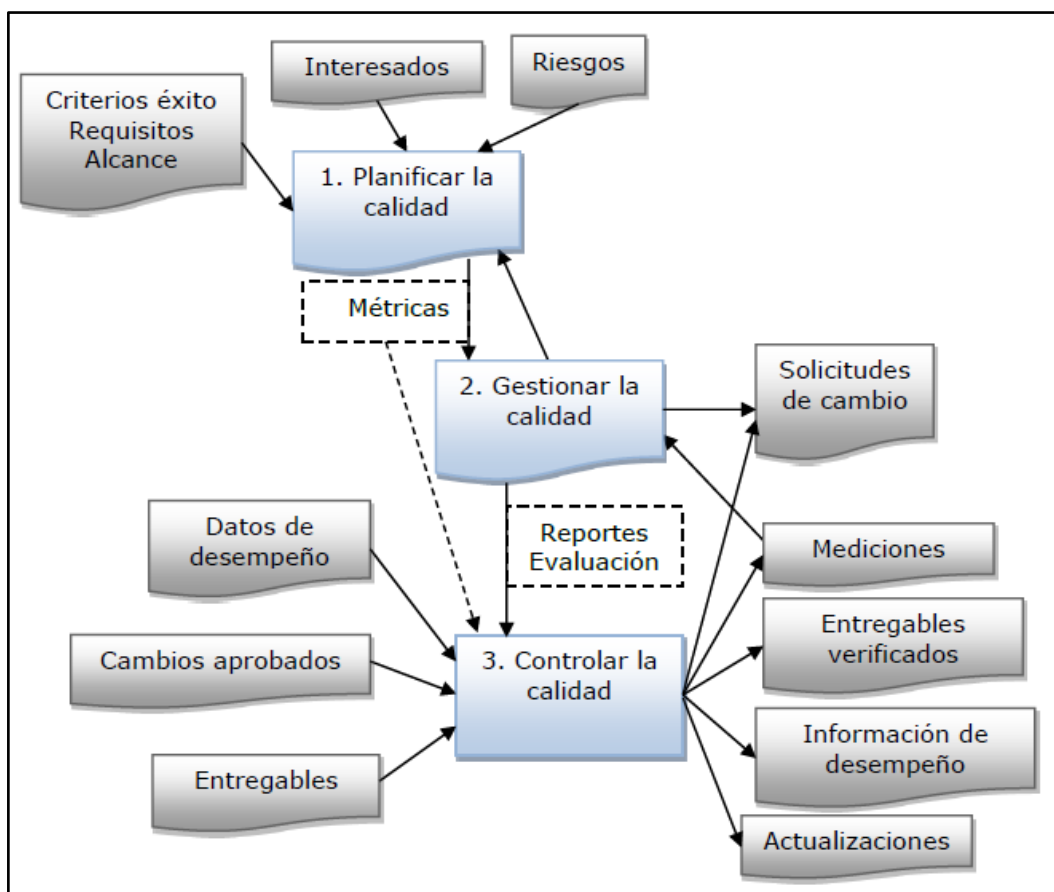 Interesados
Riesgos
Criterios éxito
Requisitos
Alcance
1. Planificar la
calidad
Métricas
2. Gestionar la
calidad
Solicitudes
de cambio
Datos de
desempeño
Reportes
Evaluación
Mediciones
Cambios aprobados
3. Controlar la
calidad
Entregables
verificados
Entregables
Información de
desempeño
Actualizaciones